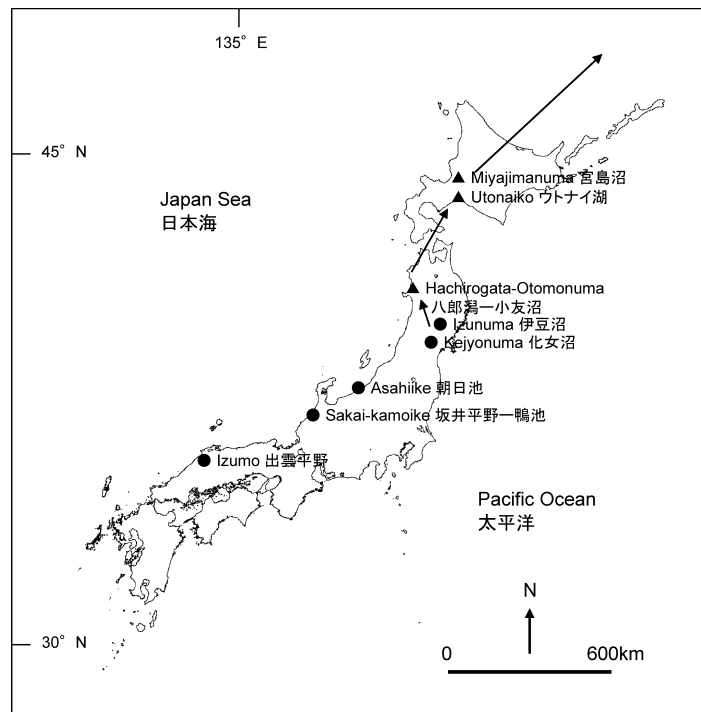 135° E
45° N
Japan Sea
日本海
Miyajimanuma 宮島沼
Utonaiko ウトナイ湖
Hachirogata-Otomonuma
八郎潟ー小友沼
Izunuma 伊豆沼
Kejyonuma 化女沼
Asahiike 朝日池
Sakai-kamoike 坂井平野ー鴨池
Izumo 出雲平野
Pacific Ocean
太平洋
N
30° N
0 600km